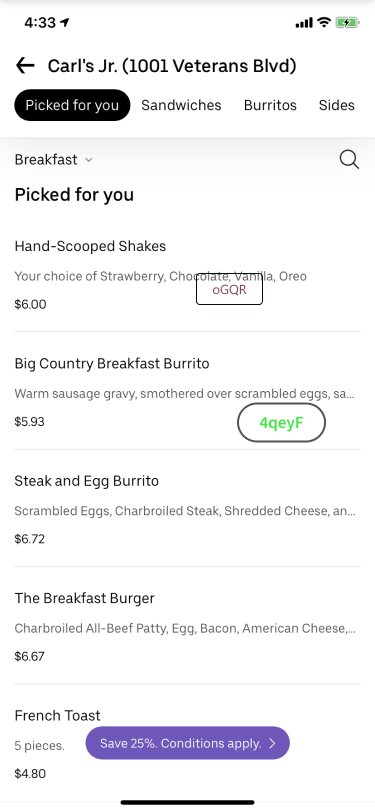 4:33
Carl's Jr. (1001 Veterans Blvd)
Picked for you Sandwiches Burritos Sides
Breakfast
Picked for you
Hand-Scooped Shakes
Your choice of Strawberry, Chocolate, Vanilla, Oreo
oGQR
$6.00
Big Country Breakfast Burrito
Warm sausage gravy, smothered over scrambled eggs, sa...
$5.93
4qeyF
Steak and Egg Burrito
Scrambled Eggs, Charbroiled Steak, Shredded Cheese, an...
$6.72
The Breakfast Burger
Charbroiled All-Beef Patty, Egg, Bacon, American Cheese,...
$6.67
French Toast
5 pieces.
Save 25%. Conditions apply.
$4.80